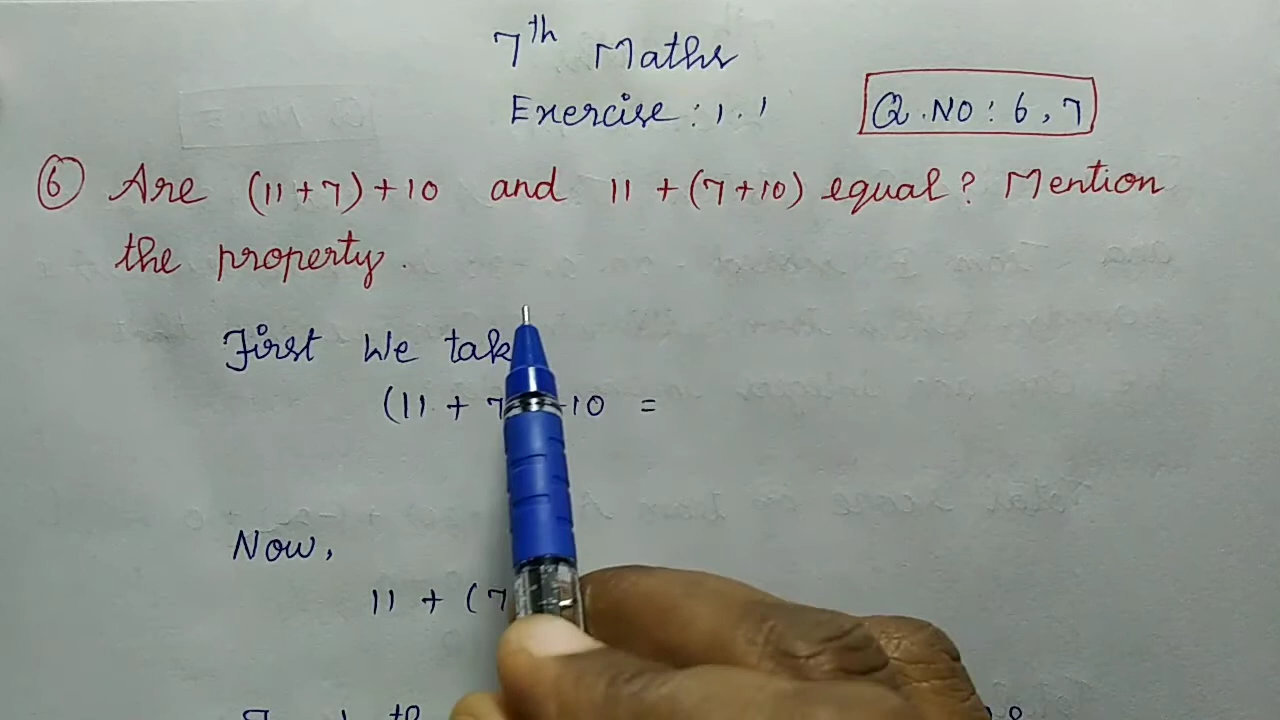 7th Maths
Exercise : 1.1
Q.NO: 6,7
6 Are (11+7)+10 and 11 + (7+10) equal? Mention
the property.
First We tak
(11 + 7 10 =
Now,
11 + (7